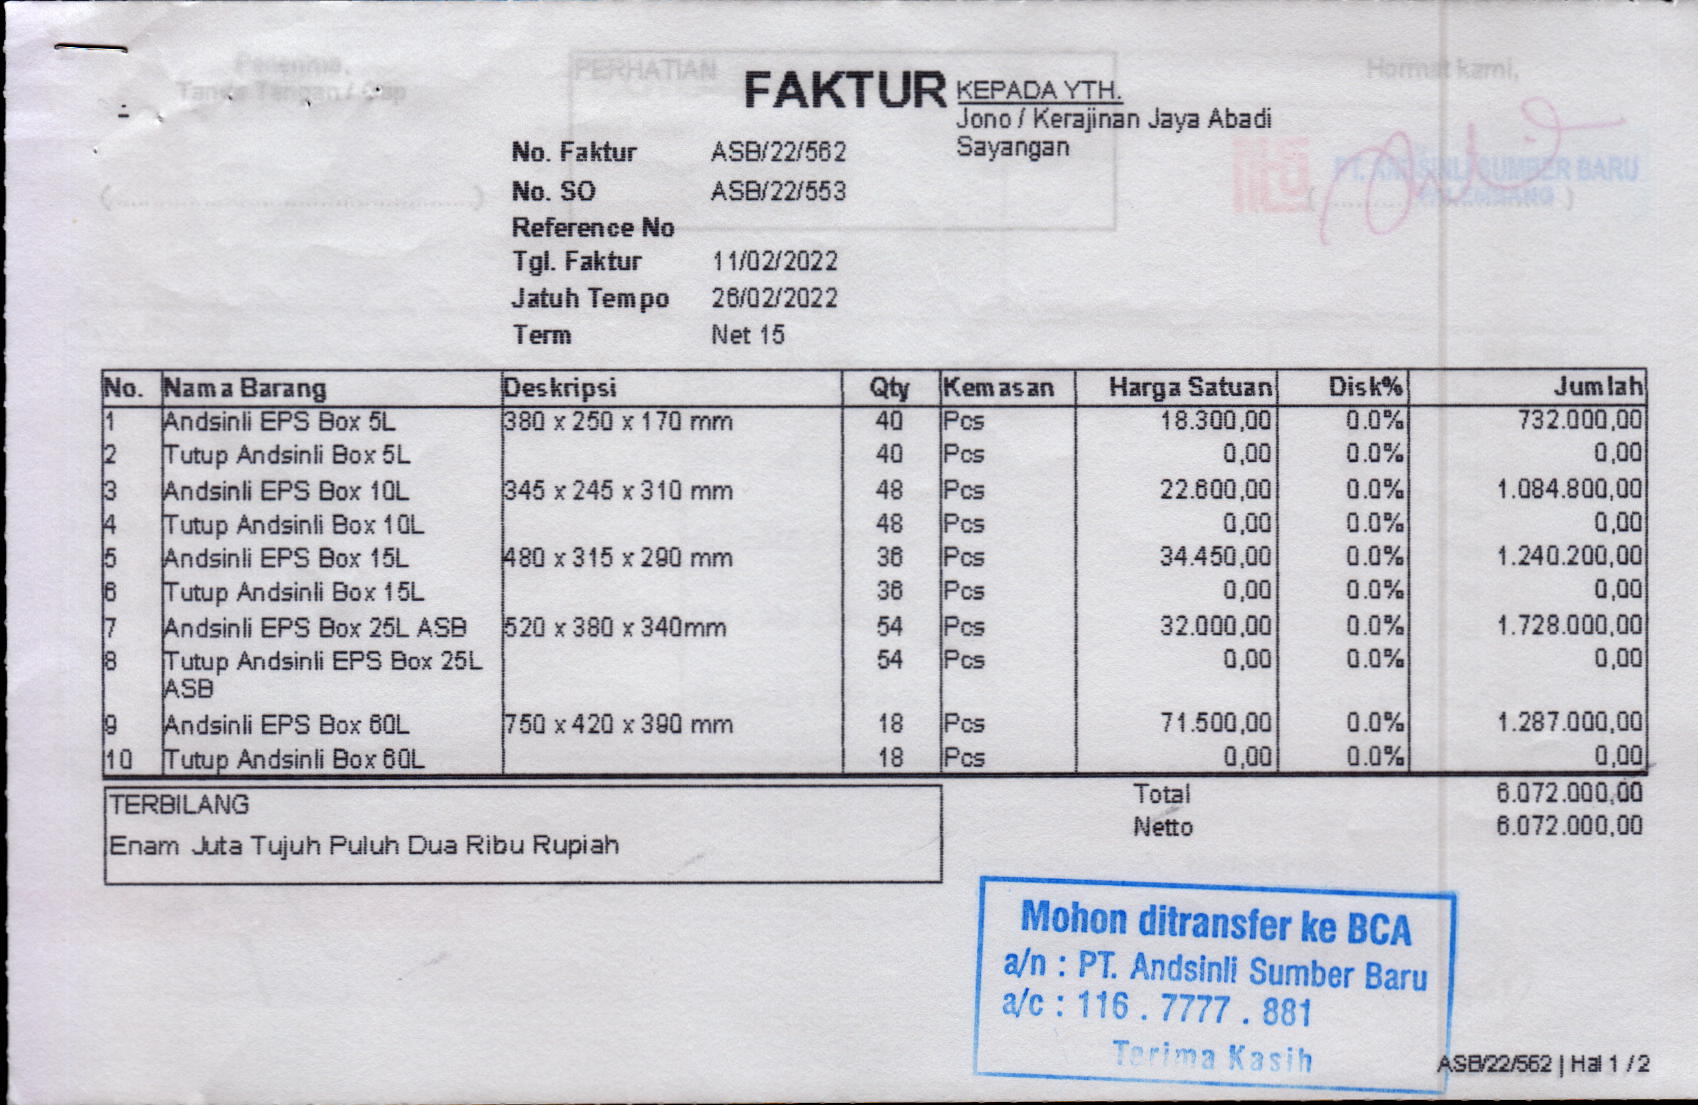 FAKTUR
KEPADA YTH.
Jono / Kerajinan Jaya Abadi
Sayangan
No. Faktur ASB/22/562
No. SO ASB/22/553
Reference No
Tgl. Faktur 11/02/2022
Jatuh Tempo 26/02/2022
Term Net 15
No. Nama Barang Deskripsi Qty Kemasan Harga Satuan Disk% Jumlah
1 Andsinli EPS Box 5L 380 x 250 x 170 mm 40 Pcs 18.300,00 0.0% 732.000,00
2 Tutup Andsinli Box 5L 40 Pcs 0,00 0.0% 0,00
3 Andsinli EPS Box 10L 345 x 245 x 310 mm 48 Pcs 22.600,00 0.0% 1.084.800,00
4 Tutup Andsinli Box 10L 48 Pcs 0,00 0.0% 0,00
5 Andsinli EPS Box 15L 480 x 315 x 290 mm 36 Pcs 34.450,00 0.0% 1.240.200,00
6 Tutup Andsinli Box 15L 36 Pcs 0,00 0.0% 0,00
7 Andsinli EPS Box 25L ASB 520 x 380 x 340mm 54 Pcs 32.000,00 0.0% 1.728.000,00
8 Tutup Andsinli EPS Box 25L 54 Pcs 0,00 0.0% 0,00
ASB
9 Andsinli EPS Box 60L 750 x 420 x 390 mm 18 Pcs 71.500,00 0.0% 1.287.000,00
10 Tutup Andsinli Box 60L 18 Pcs 0,00 0.0% 0,00
TERBILANG
Enam Juta Tujuh Puluh Dua Ribu Rupiah
Total 6.072.000,00
Netto 6.072.000,00
Mohon ditransfer ke BCA
a/n : PT. Andsinli Sumber Baru
a/c : 116 . 7777 . 881
Terima Kasih
ASB/22/562 | Hal 1 / 2
Penerima,
Tanda Tangan / Cap
PERHATIAN
Hormat kami,
PT. ANDSINLI SUMBER BARU